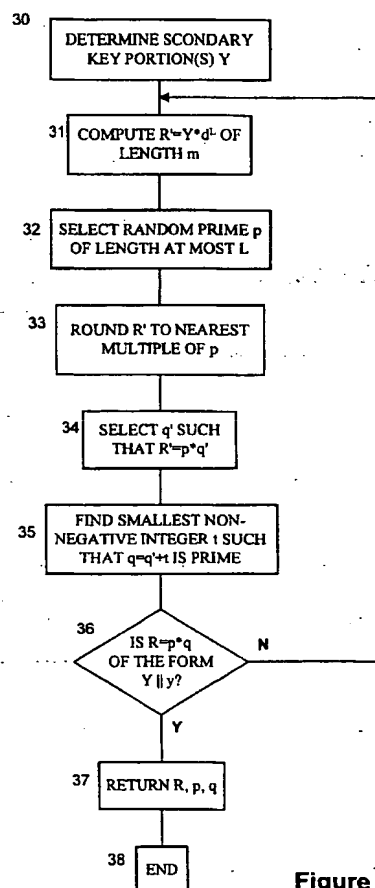 30
DETERMINE SCONDARY
KEY PORTION(S) Y
31
COMPUTE R'=Y*d^L OF
LENGTH m
32
SELECT RANDOM PRIME p
OF LENGTH AT MOST L
33
ROUND R' TO NEAREST
MULTIPLE OF p
34
SELECT q' SUCH
THAT R'=p*q'
35
FIND SMALLEST NON-
NEGATIVE INTEGER t SUCH
THAT q=q'+t IS PRIME
36
IS R=p*q
OF THE FORM
Y || y?
N
Y
37
RETURN R, p, q
38
END
Figure